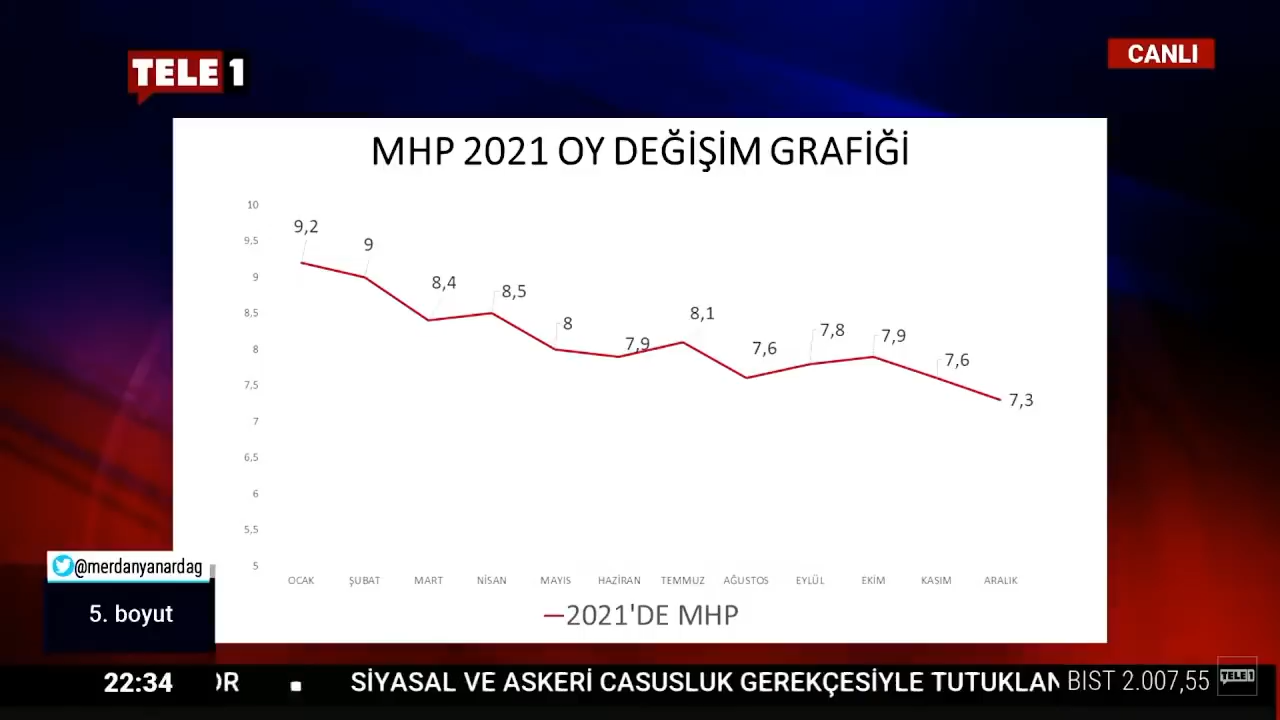 TELE 1
CANLI
MHP 2021 OY DEĞİŞİM GRAFİĞİ
10
9,5
9
8,5
8
7,5
7
6,5
6
5,5
5
9,2
9
8,4
8,5
8
7,9
8,1
7,6
7,8
7,9
7,6
7,3
OCAK ŞUBAT MART NİSAN MAYIS HAZİRAN TEMMUZ AĞUSTOS EYLÜL EKİM KASIM ARALIK
2021'DE MHP
@merdanyanardag
5. boyut
22:34 OR ▪ SİYASAL VE ASKERİ CASUSLUK GEREKÇESİYLE TUTUKLAN BIST 2.007,55 TELE1